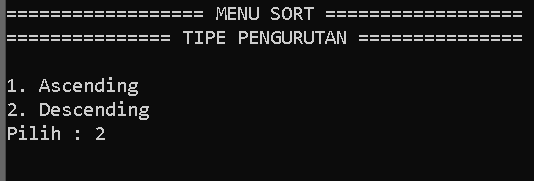 ================== MENU SORT ==================
=============== TIPE PENGURUTAN ===============
1. Ascending
2. Descending
Pilih : 2